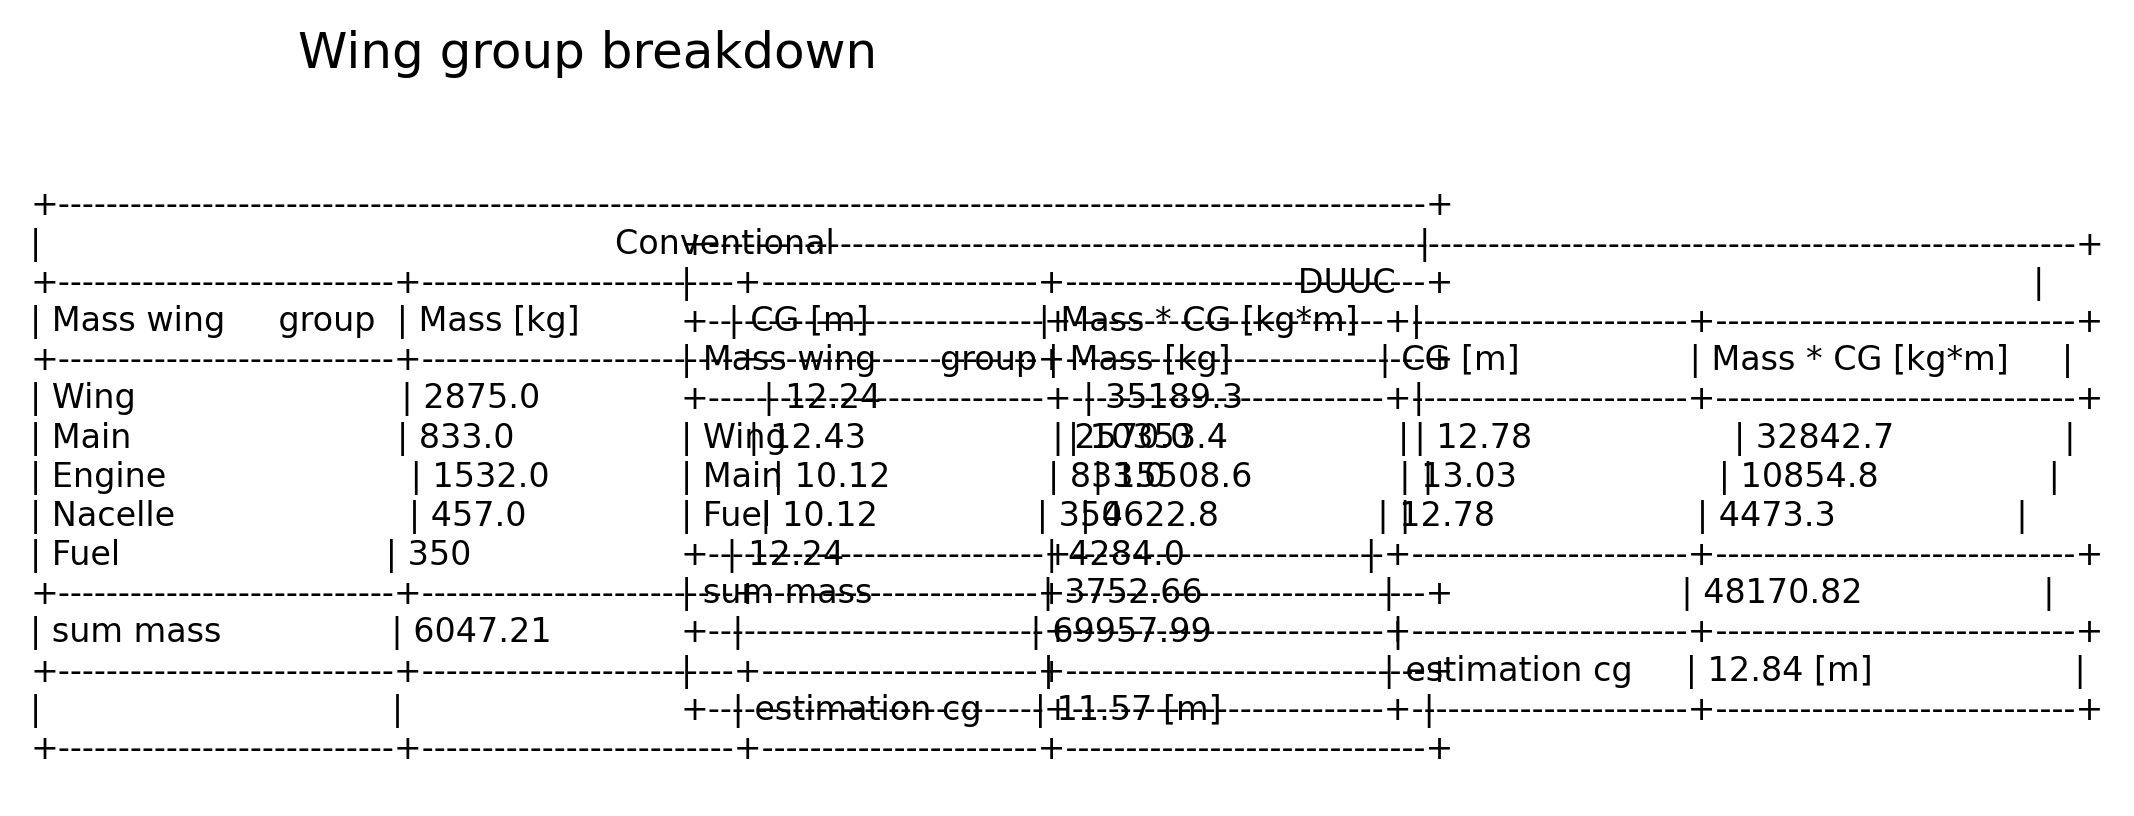 Wing group breakdown
Conventional
| Mass wing group | Mass [kg] | CG [m] | Mass * CG [kg*m] |
| Wing | 2875.0 | 12.24 | 35189.3 |
| Main | 833.0 | 12.43 | 10353.4 |
| Engine | 1532.0 | 10.12 | 15508.6 |
| Nacelle | 457.0 | 10.12 | 4622.8 |
| Fuel | 350 | 12.24 | 4284.0 |
| sum mass | 6047.21 | | 69957.99 |
| | | estimation cg | 11.57 [m] |
DUUC
| Mass wing group | Mass [kg] | CG [m] | Mass * CG [kg*m] |
| Wing | 2570.0 | 12.78 | 32842.7 |
| Main | 833.0 | 13.03 | 10854.8 |
| Fuel | 350 | 12.78 | 4473.3 |
| sum mass | 3752.66 | | 48170.82 |
| | | estimation cg | 12.84 [m] |